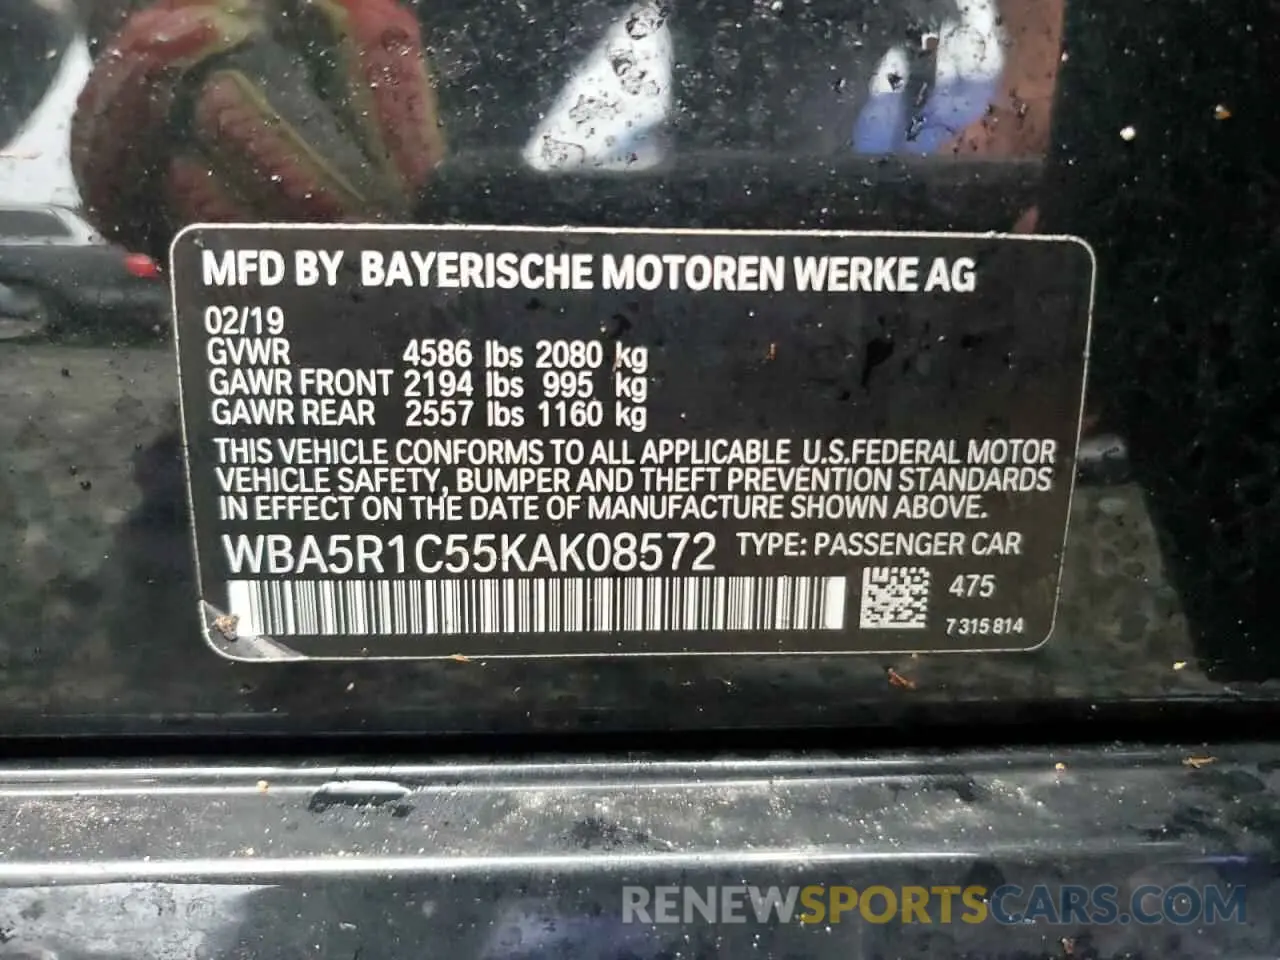 MFD BY BAYERISCHE MOTOREN WERKE AG
02/19
GVWR 4586 lbs 2080 kg
GAWR FRONT 2194 lbs 995 kg
GAWR REAR 2557 lbs 1160 kg
THIS VEHICLE CONFORMS TO ALL APPLICABLE U.S.FEDERAL MOTOR
VEHICLE SAFETY, BUMPER AND THEFT PREVENTION STANDARDS
IN EFFECT ON THE DATE OF MANUFACTURE SHOWN ABOVE.
WBA5R1C55KAK08572 TYPE: PASSENGER CAR
475
7 315 814
RENEWSPORTSCARS.COM